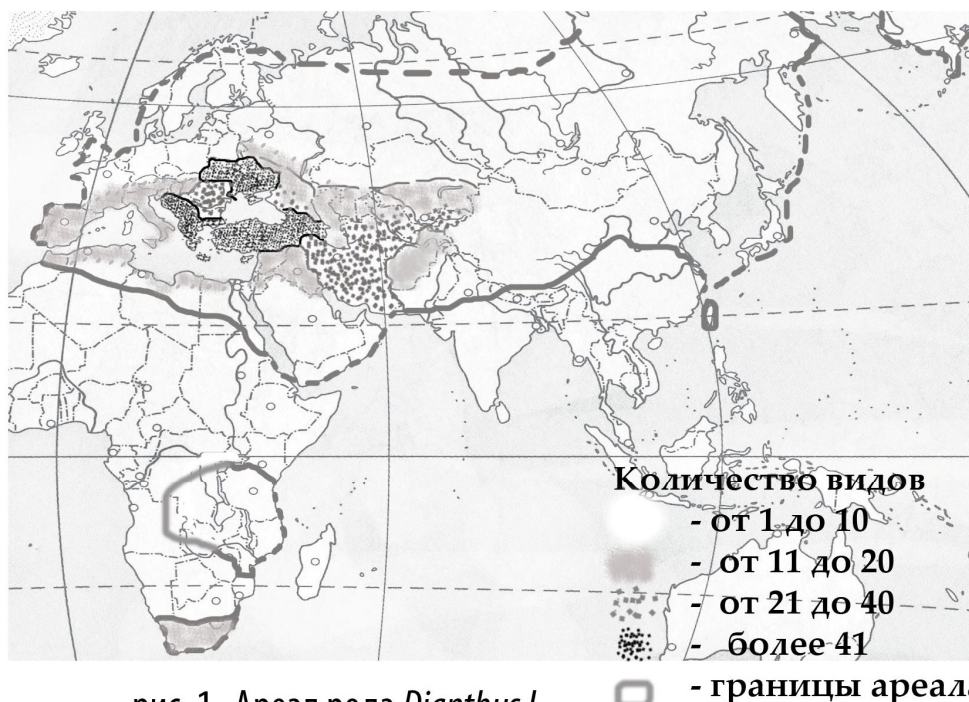 Количество видов
- от 1 до 10
- от 11 до 20
- от 21 до 40
- более 41
- границы ареала
рис. 1. Ареал рода Dianthus L.